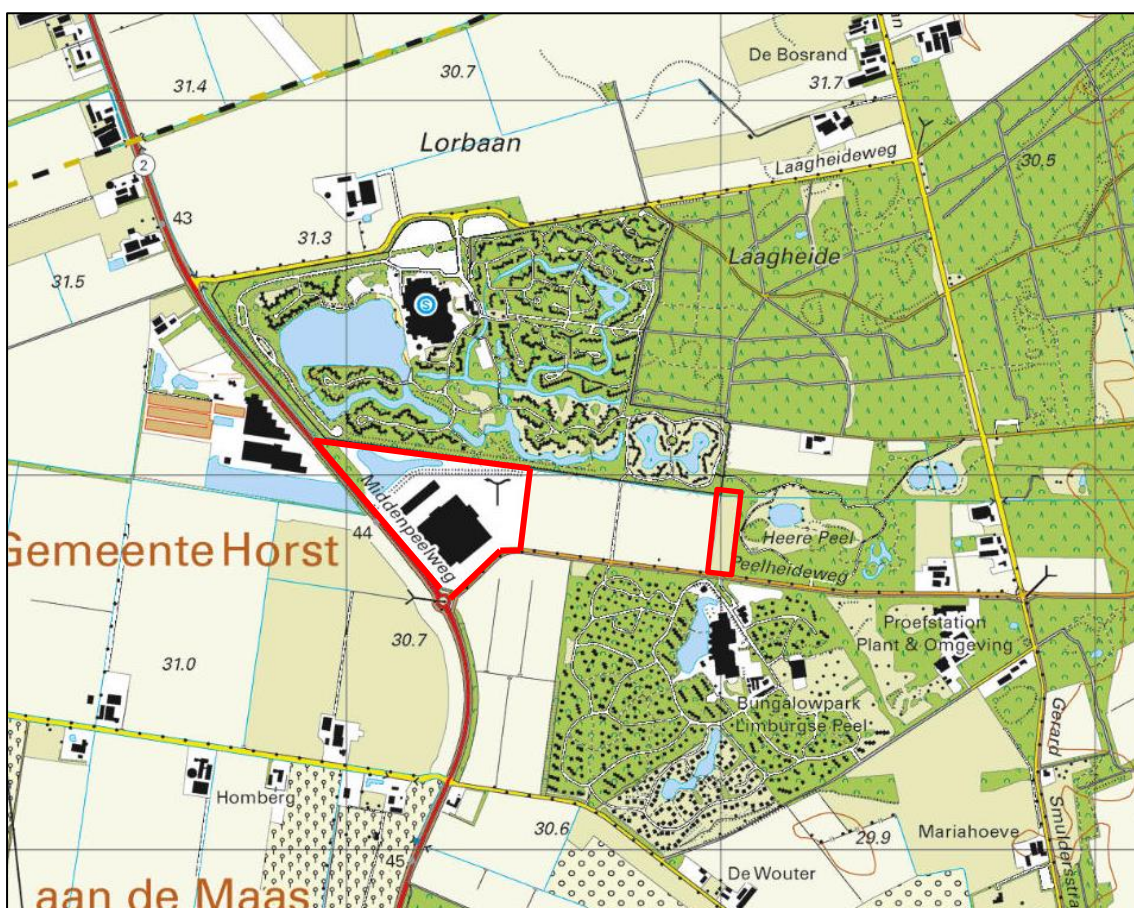 De Bosrand
31.7
31.4
30.7
Lorbaan
2
Laagheideweg
30.5
43
31.3
Laagheide
31.5
S
Middenpeelweg
44
Heere Peel
Peelheideweg
Gemeente Horst
30.7
31.0
Proefstation
Plant & Omgeving
Bungalowpark
Limburgse Peel
Gerard
Smuldersstra
Homberg
30.6
29.9
Mariahoeve
45
De Wouter
aan de Maas